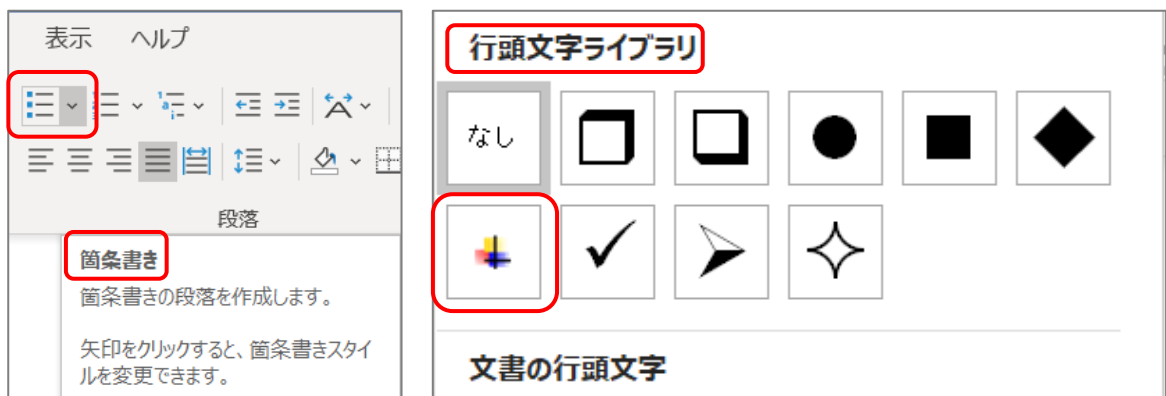 表示 ヘルプ
段落
箇条書き
箇条書きの段落を作成します。
矢印をクリックすると、箇条書きスタイ
ルを変更できます。
行頭文字ライブラリ
なし
文書の行頭文字